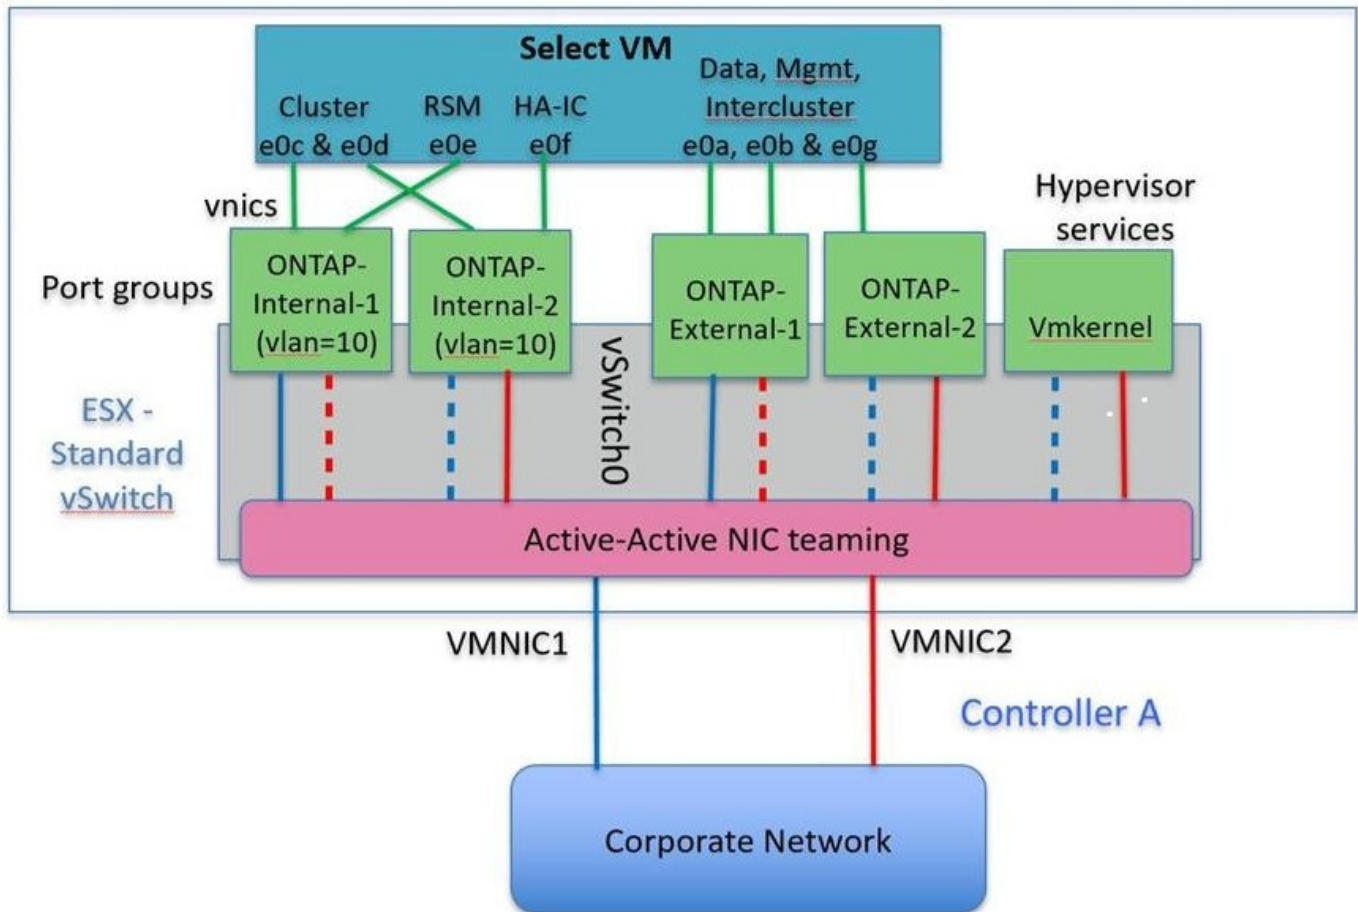 Select VM
Data, Mgmt,
Cluster RSM HA-IC Intercluster
e0c & e0d e0e e0f e0a, e0b & e0g
Hypervisor
services
vnics
Port groups
ONTAP-
Internal-1
(vlan=10)
ONTAP-
Internal-2
(vlan=10)
ONTAP-
External-1
ONTAP-
External-2
Vmkernel
vSwitch0
ESX -
Standard
vSwitch
Active-Active NIC teaming
VMNIC1
VMNIC2
Controller A
Corporate Network